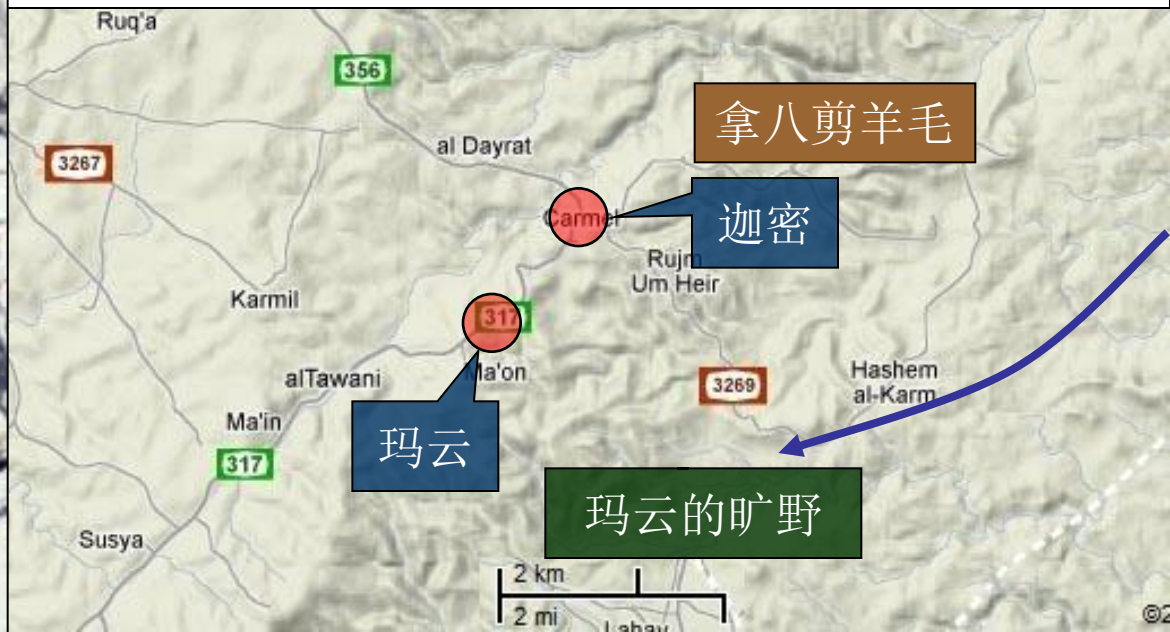 Ruq'a
356
拿八剪羊毛
al Dayrat
3267
Carmel
迦密
Rujm
Um Heir
Karmil
317
alTawani
Ma'on
3269
Hashem
al-Karm
Ma'in
玛云
317
玛云的旷野
Susya
2 km
2 mi
Lahav
©2